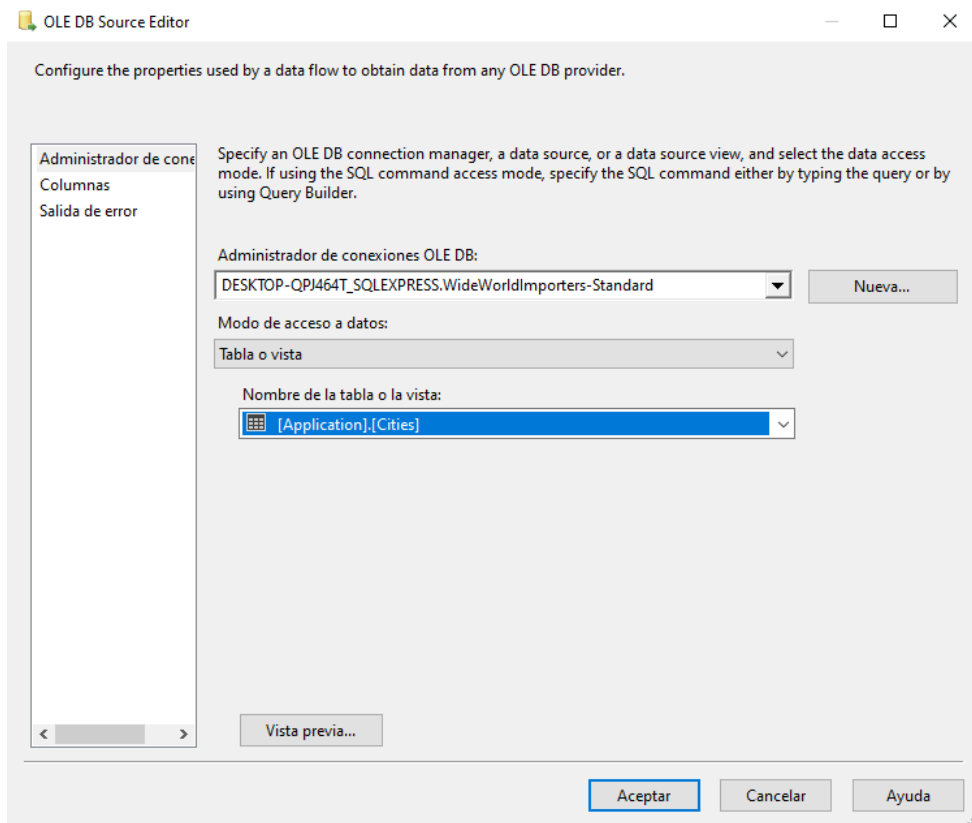 OLE DB Source Editor
Configure the properties used by a data flow to obtain data from any OLE DB provider.
Administrador de cone
Columnas
Salida de error
Specify an OLE DB connection manager, a data source, or a data source view, and select the data access
mode. If using the SQL command access mode, specify the SQL command either by typing the query or by
using Query Builder.
Administrador de conexiones OLE DB:
DESKTOP-QPJ464T_SQLEXPRESS.WideWorldImporters-Standard
Nueva...
Modo de acceso a datos:
Tabla o vista
Nombre de la tabla o la vista:
[Application].[Cities]
Vista previa...
Aceptar
Cancelar
Ayuda